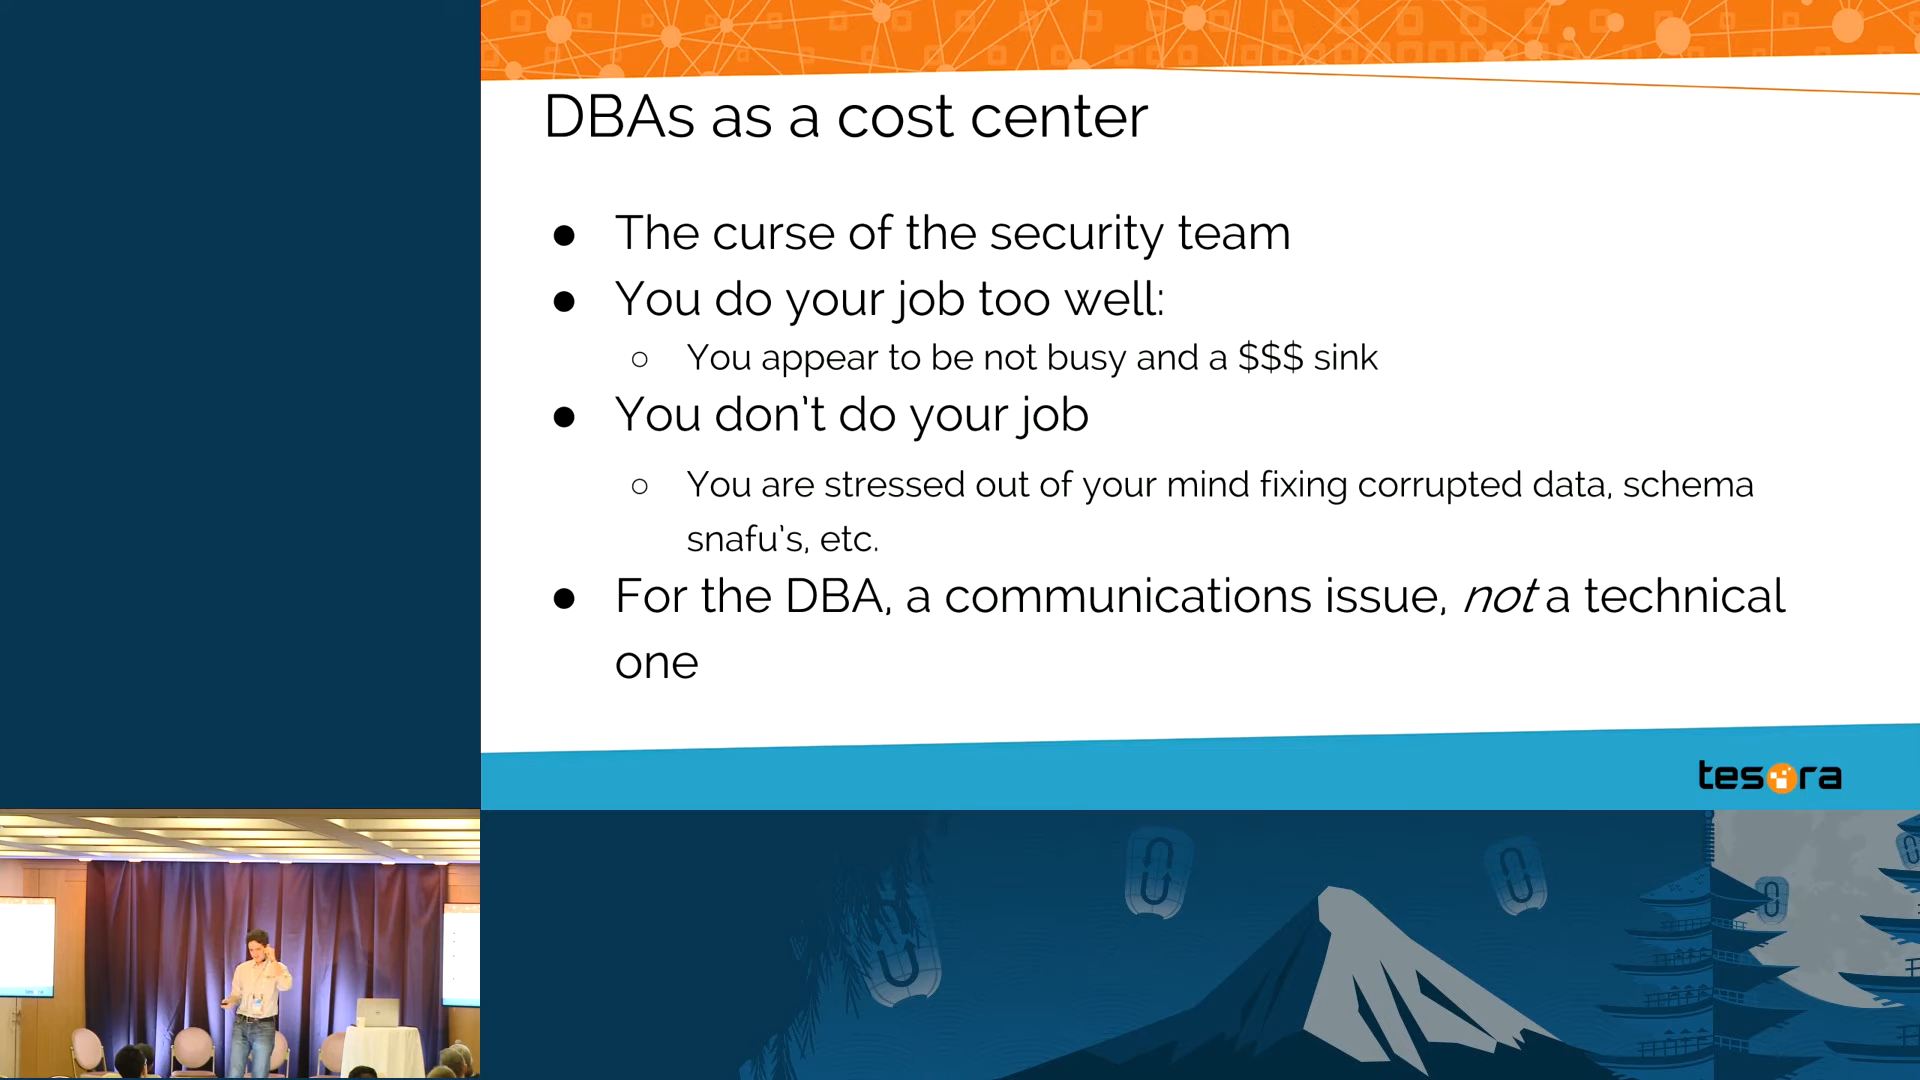 DBAs as a cost center
● The curse of the security team
● You do your job too well:
○ You appear to be not busy and a $$$ sink
● You don't do your job
○ You are stressed out of your mind fixing corrupted data, schema
snafu's, etc.
● For the DBA, a communications issue, not a technical
one
tesora